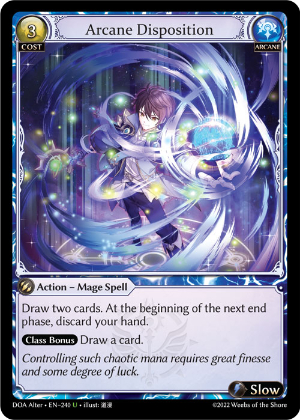 3
Arcane Disposition
COST
ARCANE
Action – Mage Spell
Draw two cards. At the beginning of the next end
phase, discard your hand.
Class Bonus Draw a card.
Controlling such chaotic mana requires great finesse
and some degree of luck.
Slow
DOA Alter • EN–240 U • illust: 道湲
©2022 Weebs of the Shore